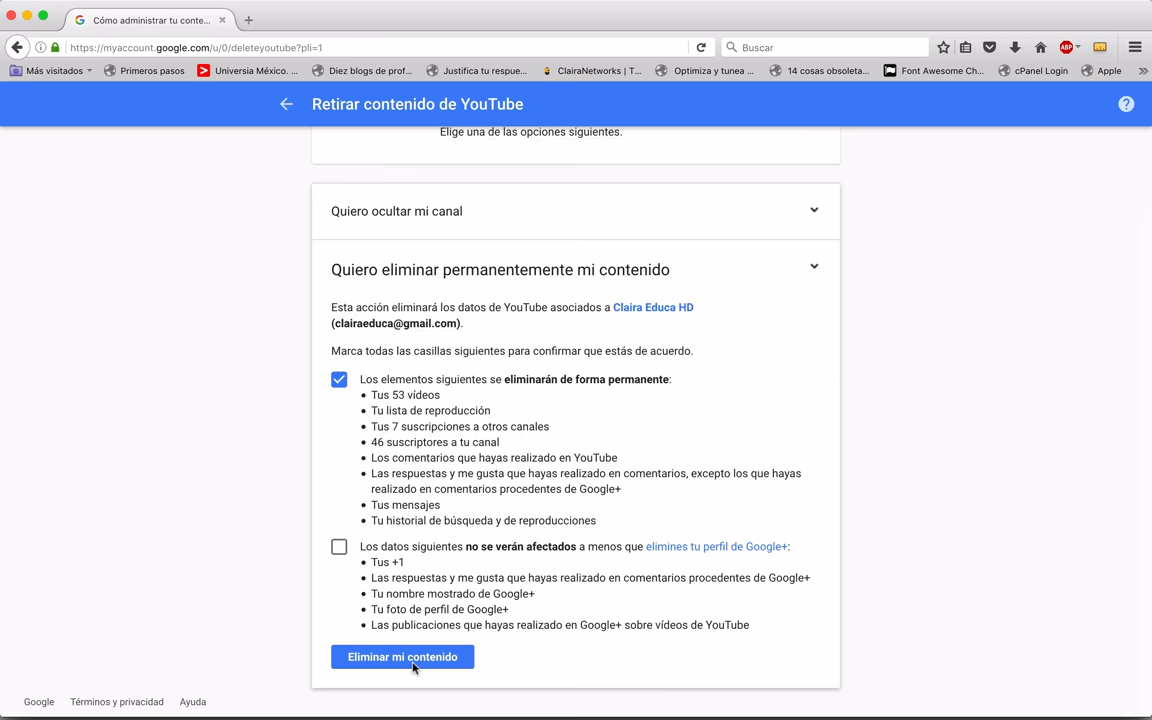 Cómo administrar tu conte...
https://myaccount.google.com/u/0/deleteyoutube?pli=1
Buscar
ABP
Más visitados
Primeros pasos
Universia México. ...
Diez blogs de prof...
Justifica tu respue...
ClairaNetworks | T...
Optimiza y tunea ...
14 cosas obsoleta...
Font Awesome Ch...
cPanel Login
Apple
Retirar contenido de YouTube
Elige una de las opciones siguientes.
Quiero ocultar mi canal
Quiero eliminar permanentemente mi contenido
Esta acción eliminará los datos de YouTube asociados a Claira Educa HD
(clairaeduca@gmail.com).
Marca todas las casillas siguientes para confirmar que estás de acuerdo.
Los elementos siguientes se eliminarán de forma permanente:
• Tus 53 vídeos
• Tu lista de reproducción
• Tus 7 suscripciones a otros canales
• 46 suscriptores a tu canal
• Los comentarios que hayas realizado en YouTube
• Las respuestas y me gusta que hayas realizado en comentarios, excepto los que hayas
realizado en comentarios procedentes de Google+
• Tus mensajes
• Tu historial de búsqueda y de reproducciones
Los datos siguientes no se verán afectados a menos que elimines tu perfil de Google+:
• Tus +1
• Las respuestas y me gusta que hayas realizado en comentarios procedentes de Google+
• Tu nombre mostrado de Google+
• Tu foto de perfil de Google+
• Las publicaciones que hayas realizado en Google+ sobre vídeos de YouTube
Eliminar mi contenido
Google
Términos y privacidad
Ayuda